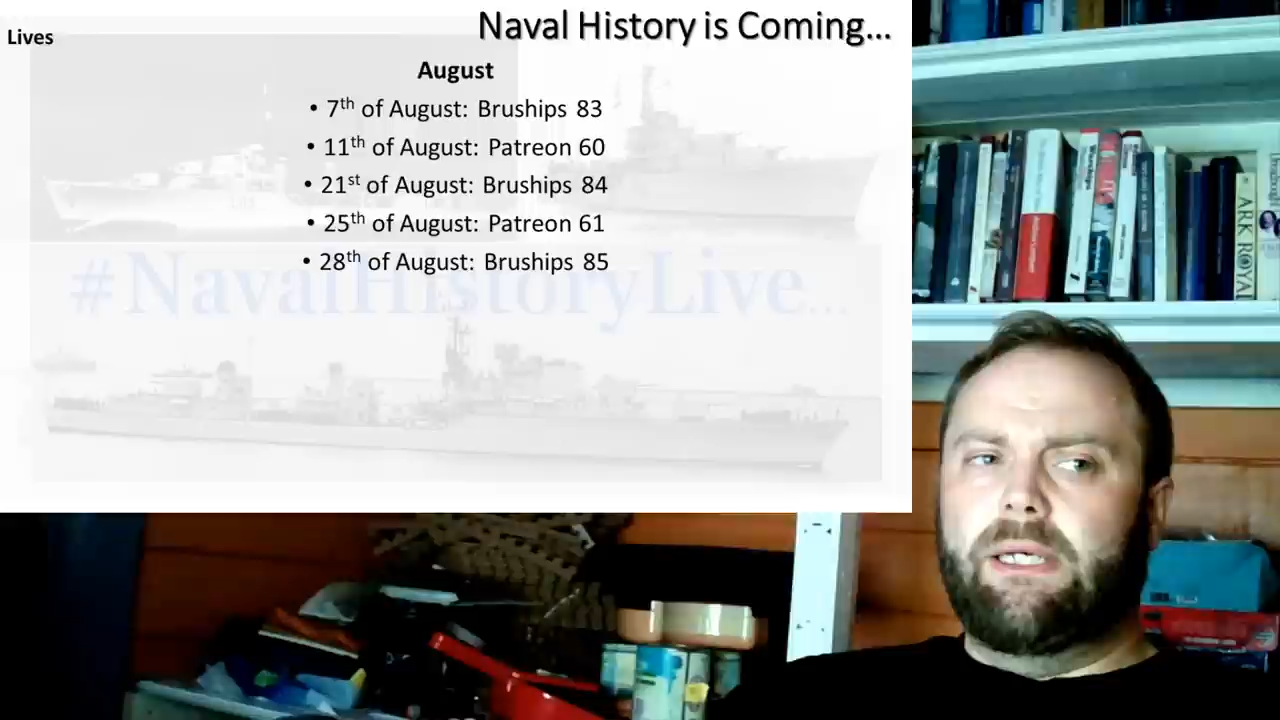 Naval History is Coming...
Lives
August
• 7th of August: Bruships 83
• 11th of August: Patreon 60
• 21st of August: Bruships 84
• 25th of August: Patreon 61
• 28th of August: Bruships 85
#NavalHistoryLive...
ARK ROYAL